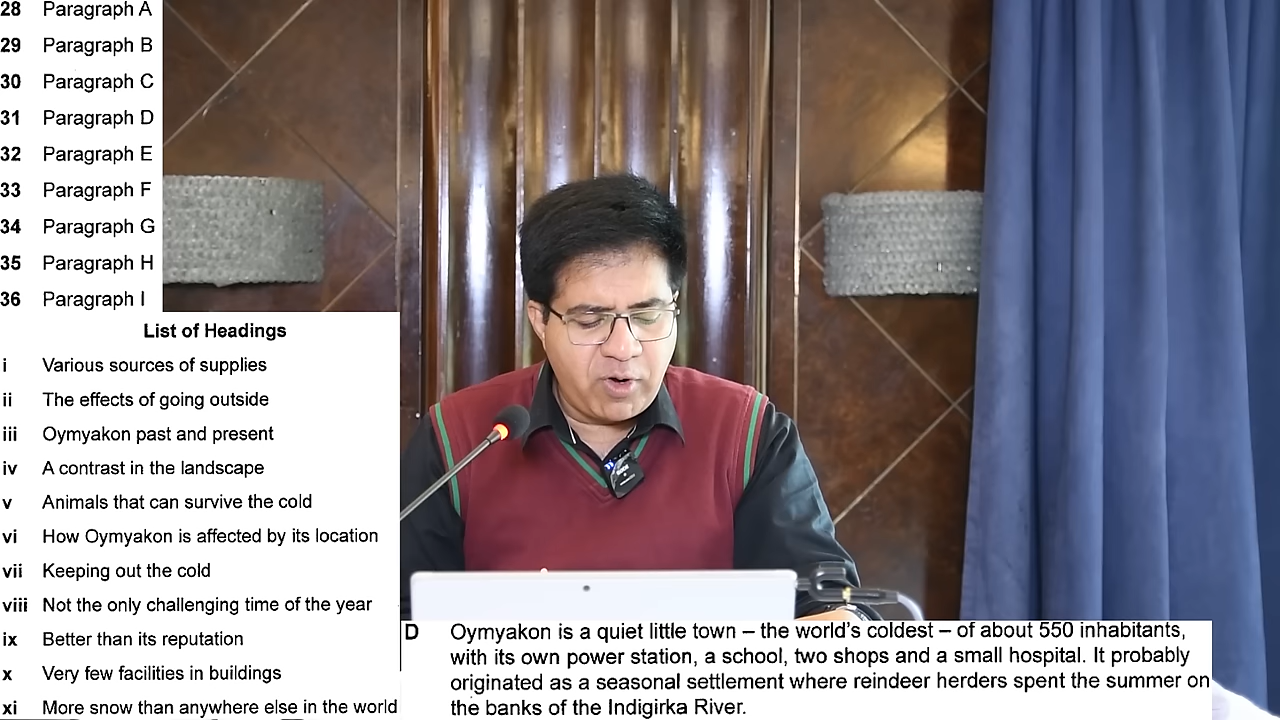 28 Paragraph A
29 Paragraph B
30 Paragraph C
31 Paragraph D
32 Paragraph E
33 Paragraph F
34 Paragraph G
35 Paragraph H
36 Paragraph I
List of Headings
i Various sources of supplies
ii The effects of going outside
iii Oymyakon past and present
iv A contrast in the landscape
v Animals that can survive the cold
vi How Oymyakon is affected by its location
vii Keeping out the cold
viii Not the only challenging time of the year
ix Better than its reputation
x Very few facilities in buildings
xi More snow than anywhere else in the world
D Oymyakon is a quiet little town – the world's coldest – of about 550 inhabitants,
with its own power station, a school, two shops and a small hospital. It probably
originated as a seasonal settlement where reindeer herders spent the summer on
the banks of the Indigirka River.